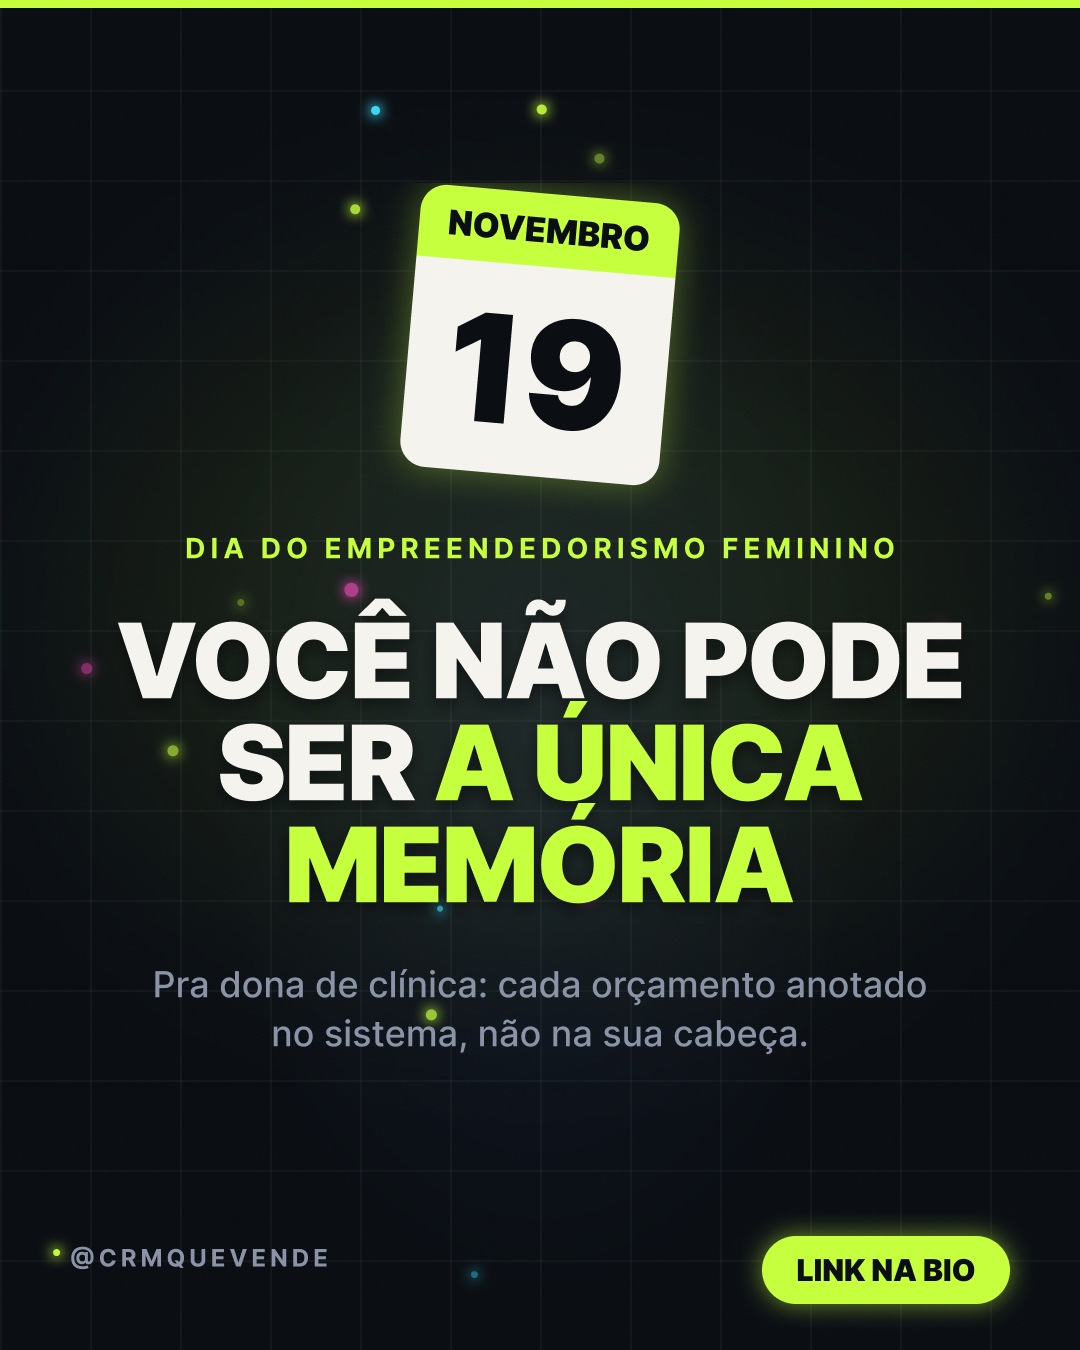 NOVEMBRO
19
DIA DO EMPREENDEDORISMO FEMININO
VOCÊ NÃO PODE
SER A ÚNICA
MEMÓRIA
Pra dona de clínica: cada orçamento anotado
no sistema, não na sua cabeça.
@CRMQUEVENDE
LINK NA BIO